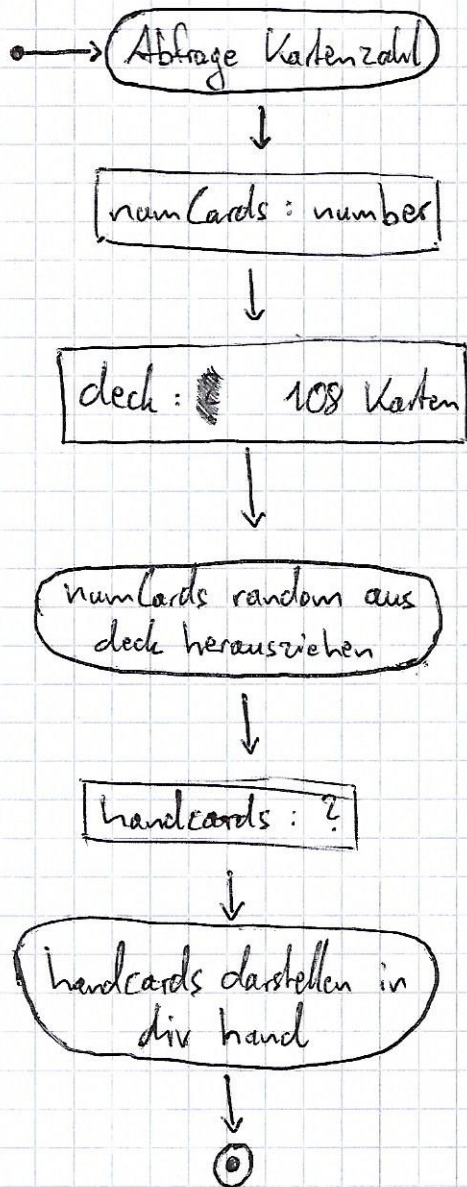 Abfrage Kartenzahl
numCards : number
deck : 108 Karten
numCards random aus
deck herausziehen
handcards : ?
handcards darstellen in
div hand